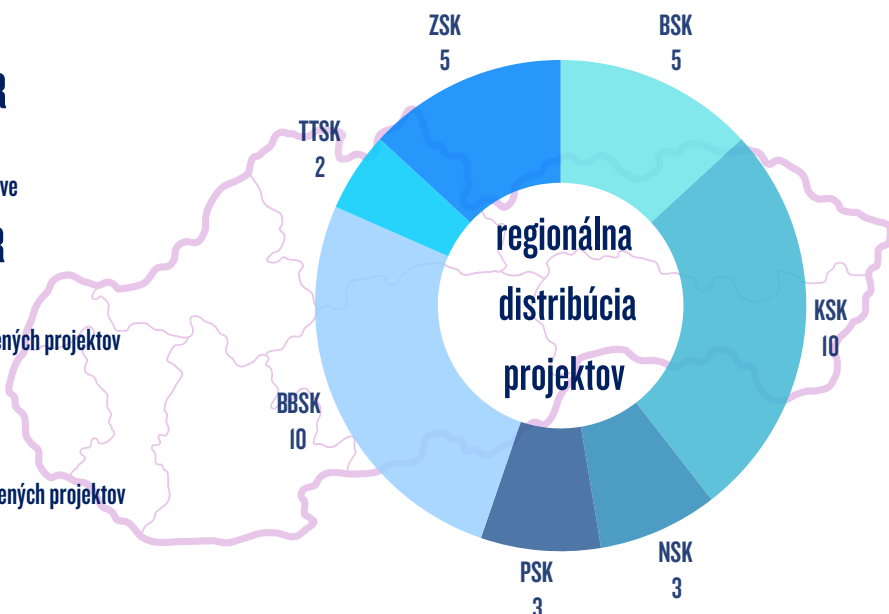 R
ve
R
ených projektov
ených projektov
ZSK
5
BSK
5
TTSK
2
KSK
10
BBSK
10
NSK
3
PSK
3
regionálna
distribúcia
projektov